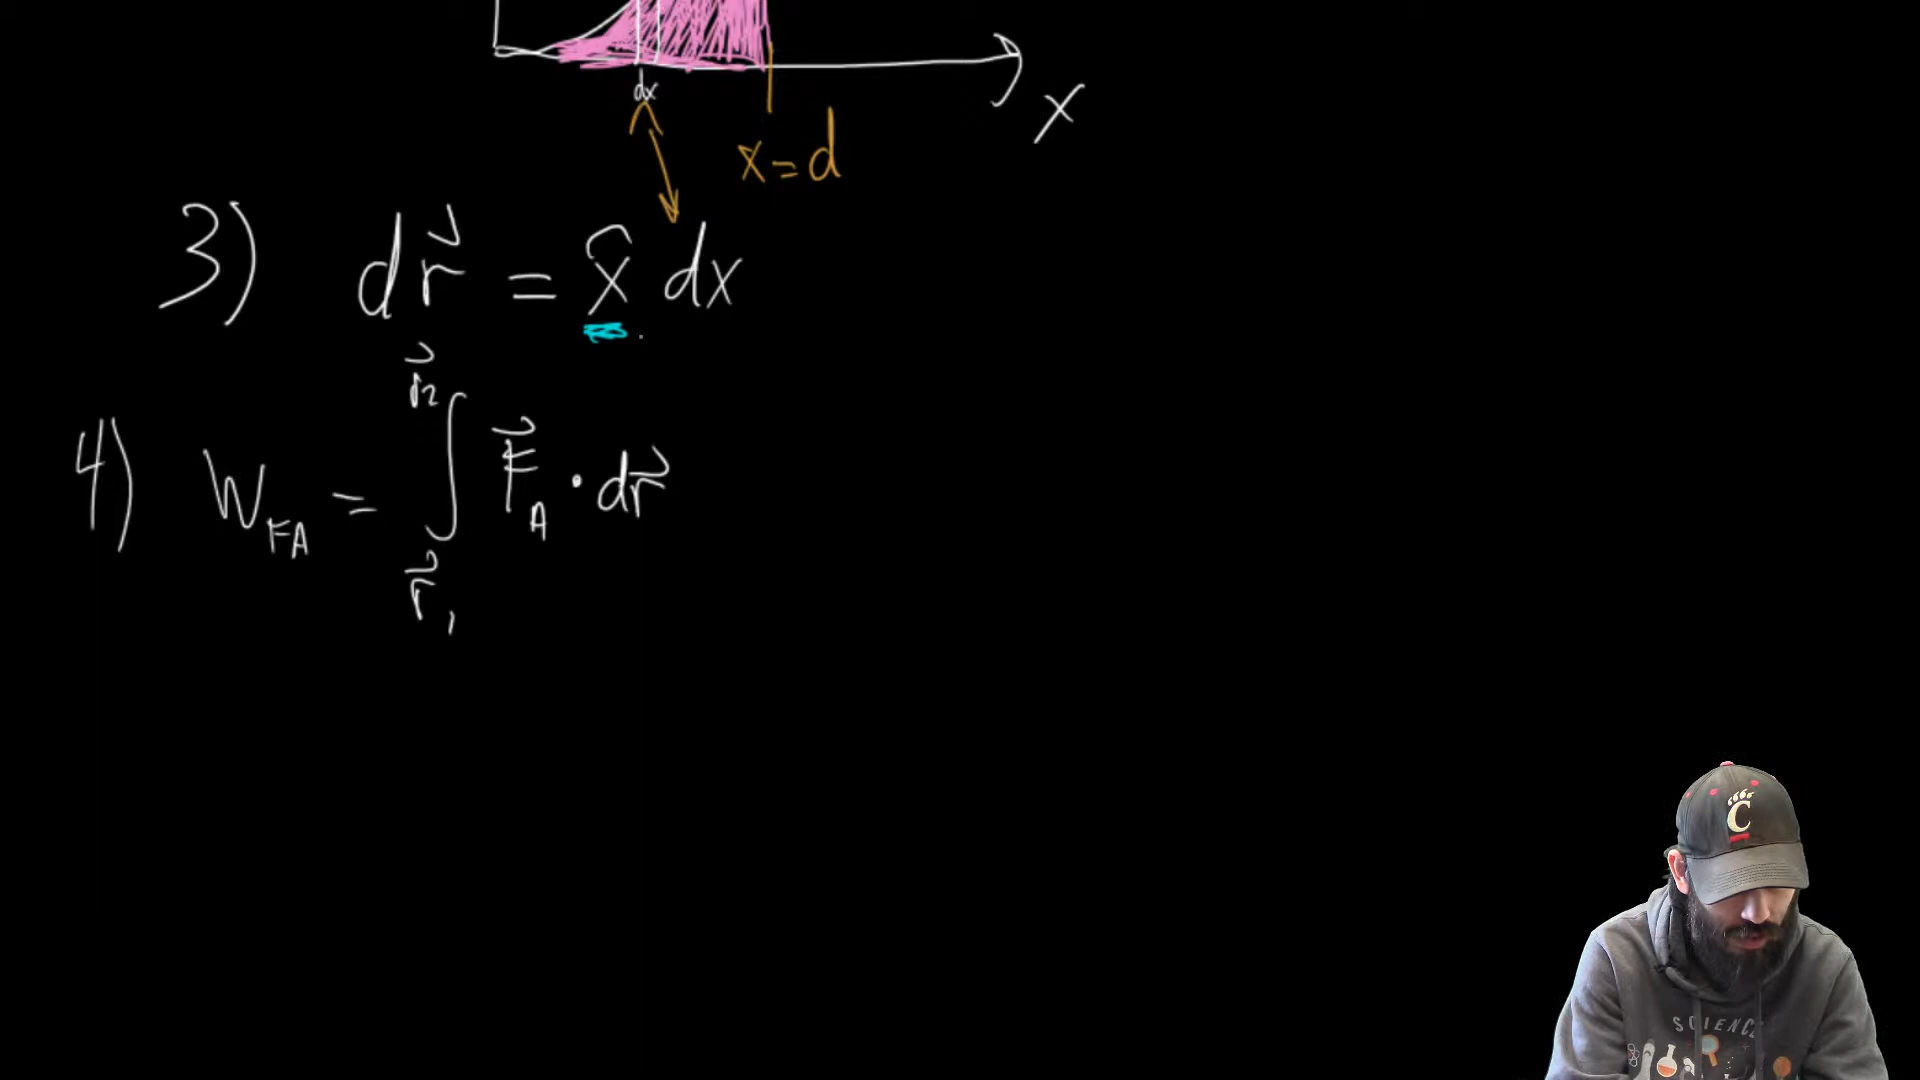 dx
x
x = d
3) dr⃗ = x̂ dx
4) W_FA = ∫_{r⃗₁}^{r⃗₂} F⃗_A · dr⃗
C
SCIENCE